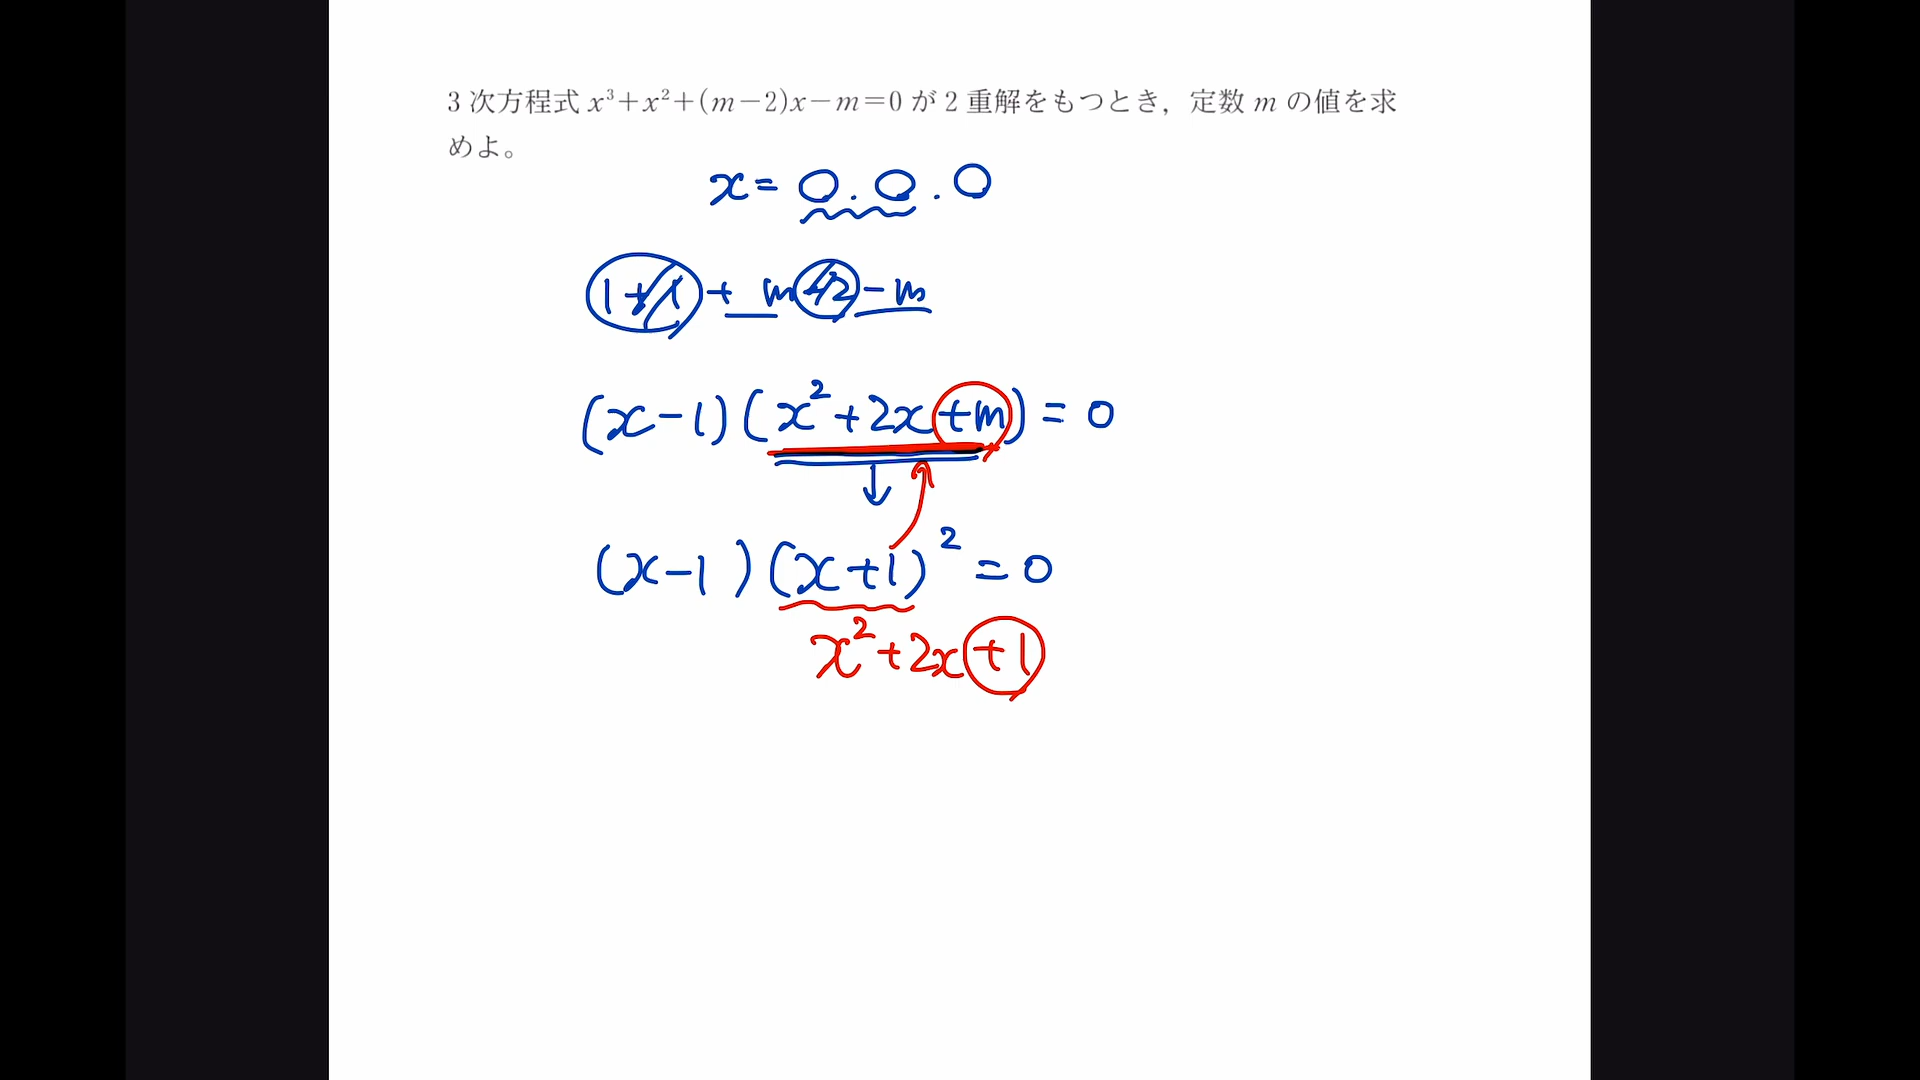 3次方程式 x³+x²+(m-2)x-m=0 が2重解をもつとき，定数 m の値を求
めよ。
x=○.○.○
1+1+m-2-m
(x-1)(x²+2x+m)=0
↓
(x-1)(x+1)²=0
x²+2x+1